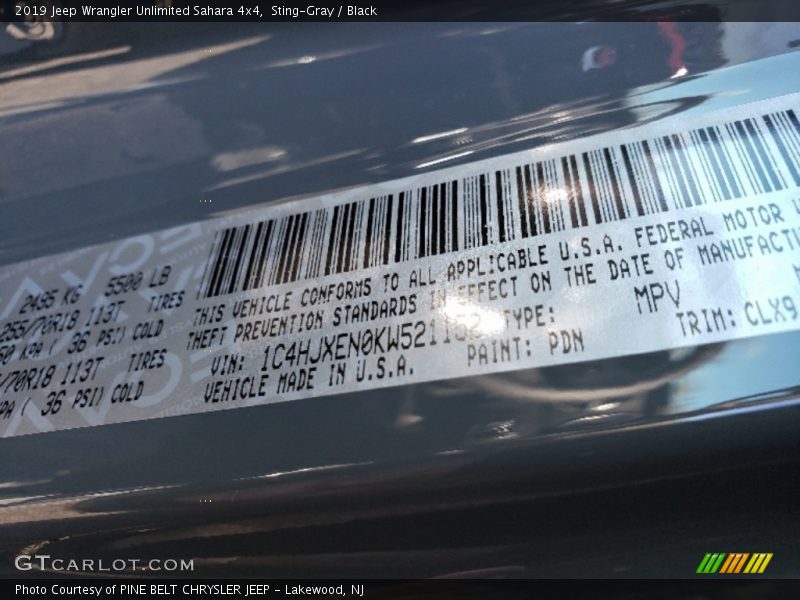 2019 Jeep Wrangler Unlimited Sahara 4x4, Sting-Gray / Black
2495 KG 5500 LB
255/70R18 113T TIRES
KPA ( 36 PSI) COLD
/70R18 113T TIRES
KPA ( 36 PSI) COLD
THIS VEHICLE CONFORMS TO ALL APPLICABLE U.S.A. FEDERAL MOTOR
THEFT PREVENTION STANDARDS IN EFFECT ON THE DATE OF MANUFACTU
VIN: TYPE: MPV
VEHICLE MADE IN U.S.A. PAINT: PDN TRIM: CLX9
GTCARLOT.COM
Photo Courtesy of PINE BELT CHRYSLER JEEP - Lakewood, NJ